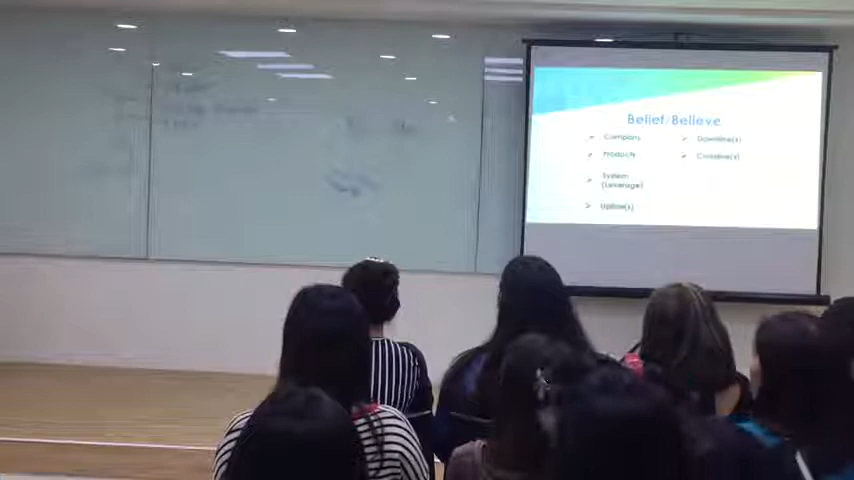 Belief/Believe
Company
Products
System
(Leverage)
Upline(s)
Downline(s)
Crossline(s)